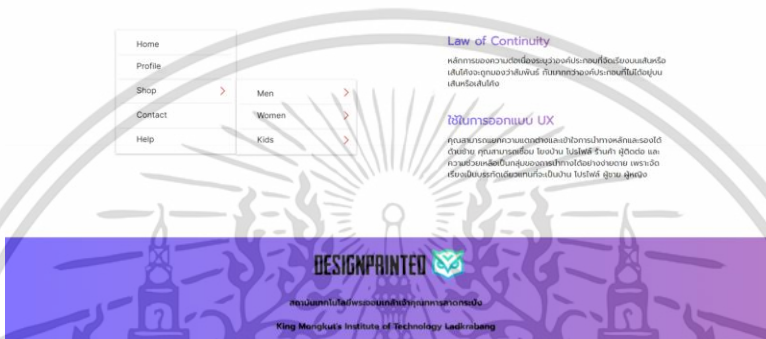 Home
Profile
Shop
Contact
Help
Men
Women
Kids
Law of Continuity
หลักการของความต่อเนื่องระบุว่าองค์ประกอบที่จัดเรียงบนเส้นหรือ
เส้นโค้งจะถูกมองว่าสัมพันธ์ กันมากกว่าองค์ประกอบที่ไม่ได้อยู่บน
เส้นหรือเส้นโค้ง
ใช้ในการออกแบบ UX
คุณสามารถแยกความแตกต่างและเข้าใจการนำทางหลักและรองได้
ด้านซ้าย คุณสามารถเชื่อม โยงบ้าน โปรไฟล์ ร้านค้า ผู้ติดต่อ และ
ความช่วยเหลือเป็นกลุ่มของการนำทางได้อย่างง่ายดาย เพราะจัด
เรียงเป็นบรรทัดเดียวแทนที่จะเป็นบ้าน โปรไฟล์ ผู้ชาย ผู้หญิง
DESIGNPRINTED
สถาบันเทคโนโลยีพระจอมเกล้าเจ้าคุณทหารลาดกระบัง
King Mongkut's Institute of Technology Ladkrabang